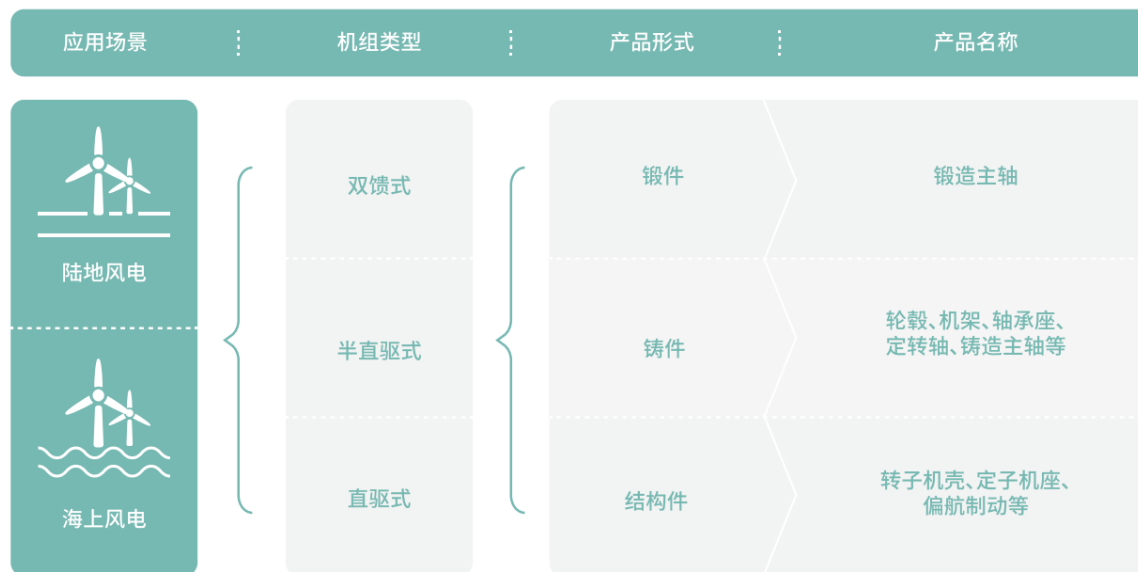 应用场景
机组类型
产品形式
产品名称
陆地风电
海上风电
双馈式
半直驱式
直驱式
锻件
锻造主轴
铸件
轮毂、机架、轴承座、
定转轴、铸造主轴等
结构件
转子机壳、定子机座、
偏航制动等